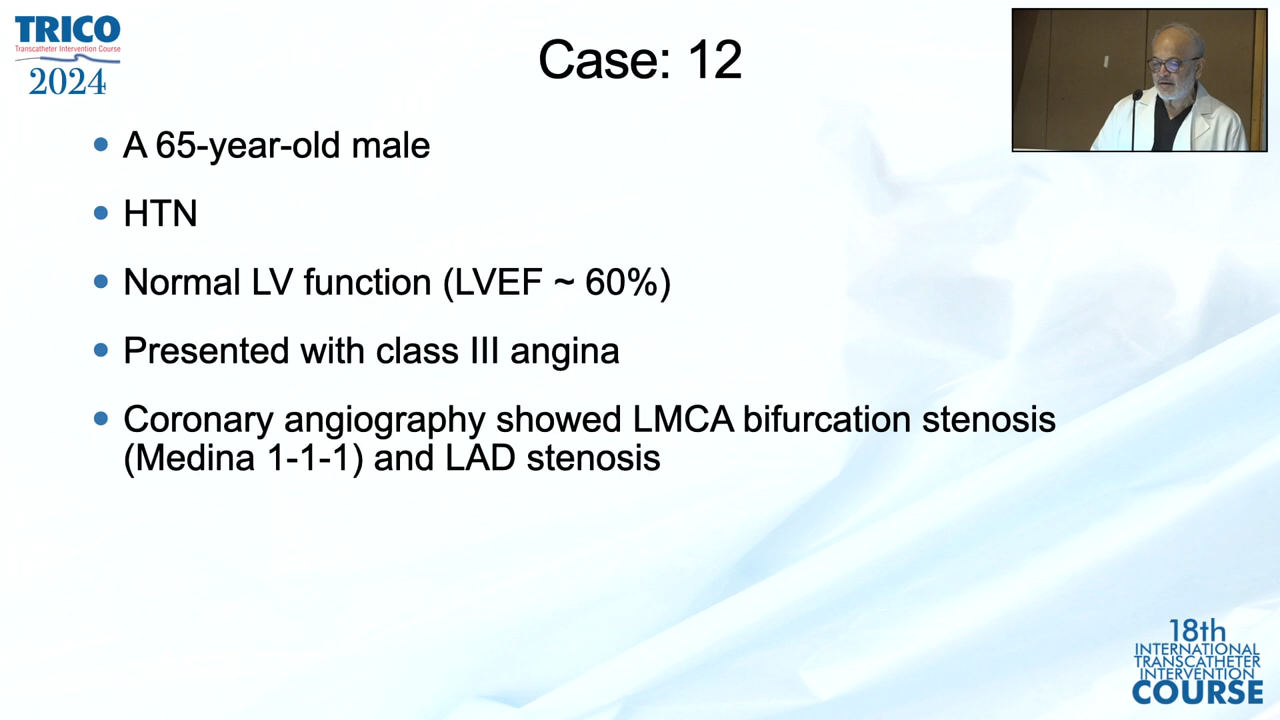 TRICO
Transcatheter Intervention Course
2024
Case: 12
A 65-year-old male
HTN
Normal LV function (LVEF ~ 60%)
Presented with class III angina
Coronary angiography showed LMCA bifurcation stenosis
(Medina 1-1-1) and LAD stenosis
18th
INTERNATIONAL
TRANSCATHETER
INTERVENTION
COURSE